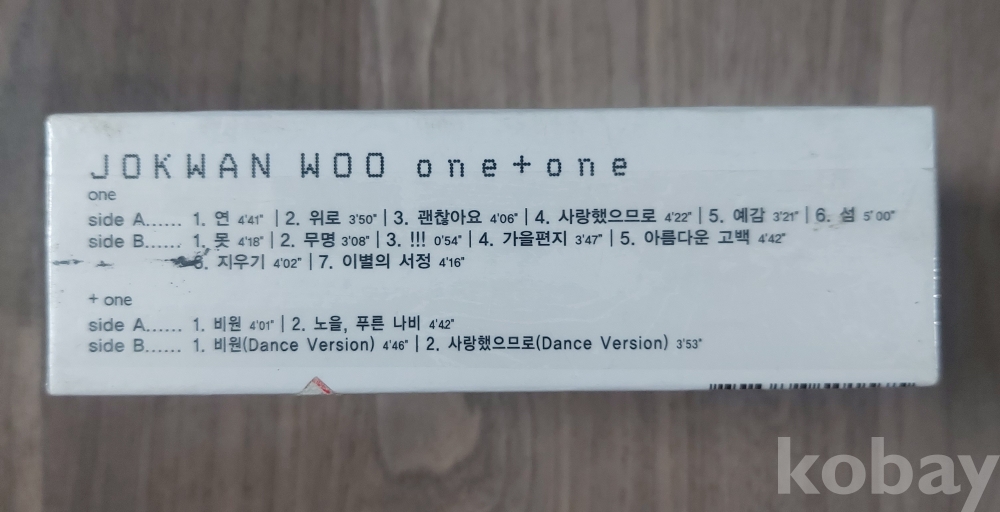 JOKWAN WOO one+one
one
side A...... 1. 연 4'41" | 2. 위로 3'50" | 3. 괜찮아요 4'06" | 4. 사랑했으므로 4'22" | 5. 예감 3'21" | 6. 섬 5'00"
side B...... 1. 못 4'18" | 2. 무명 3'08" | 3. !!! 0'54" | 4. 가을편지 3'47" | 5. 아름다운 고백 4'42"
6. 지우기 4'02" | 7. 이별의 서정 4'16"
+ one
side A...... 1. 비원 4'01" | 2. 노을, 푸른 나비 4'42"
side B...... 1. 비원(Dance Version) 4'46" | 2. 사랑했으므로(Dance Version) 3'53"
kobay